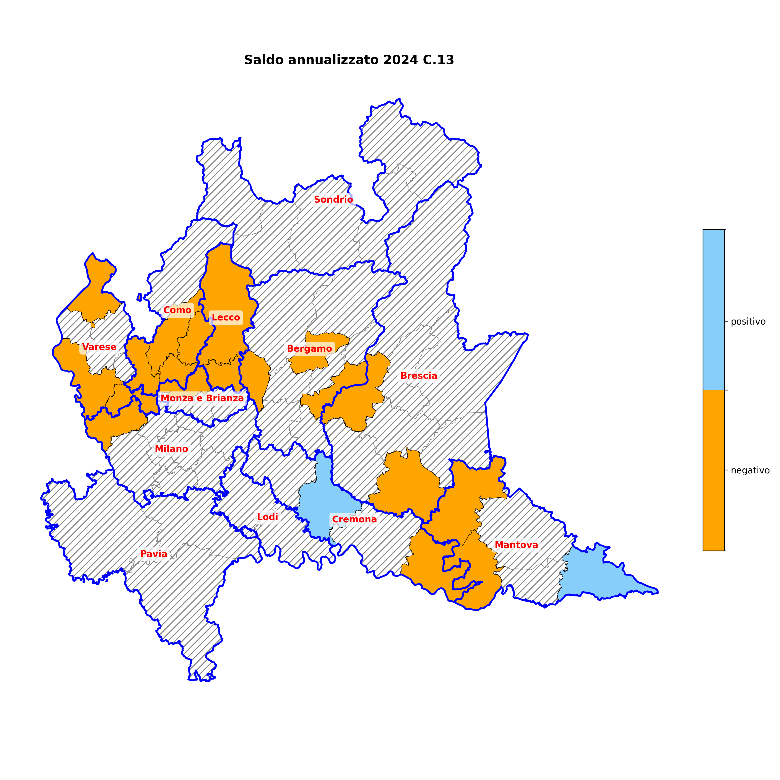 Saldo annualizzato 2024 C.13
Sondrio
Como
Lecco
Varese
Bergamo
Brescia
Monza e Brianza
Milano
Lodi
Cremona
Pavia
Mantova
positivo
negativo